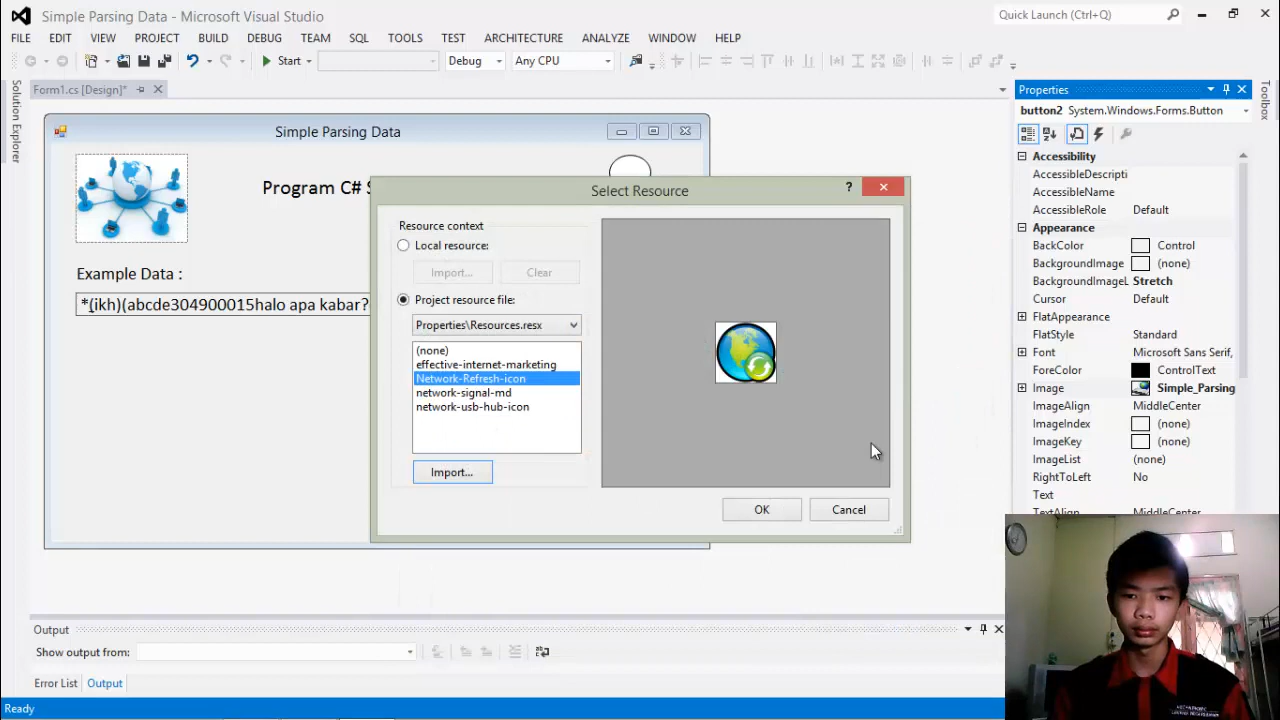 Simple Parsing Data - Microsoft Visual Studio
Quick Launch (Ctrl+Q)
FILE EDIT VIEW PROJECT BUILD DEBUG TEAM SQL TOOLS TEST ARCHITECTURE ANALYZE WINDOW HELP
Start Debug Any CPU
Solution Explorer
Form1.cs [Design]*
Simple Parsing Data
Program C# S
Example Data :
*(ikh)(abcde304900015halo apa kabar?
Select Resource
?
Resource context
Local resource:
Import... Clear
Project resource file:
Properties\Resources.resx
(none)
effective-internet-marketing
Network-Refresh-icon
network-signal-md
network-usb-hub-icon
Import...
OK Cancel
Properties
Toolbox
button2 System.Windows.Forms.Button
Accessibility
AccessibleDescripti
AccessibleName
AccessibleRole Default
Appearance
BackColor Control
BackgroundImage (none)
BackgroundImageL Stretch
Cursor Default
FlatAppearance
FlatStyle Standard
Font Microsoft Sans Serif,
ForeColor ControlText
Image Simple_Parsing
ImageAlign MiddleCenter
ImageIndex (none)
ImageKey (none)
ImageList (none)
RightToLeft No
Text
TextAlign MiddleCenter
Output
Show output from:
Error List Output
Ready